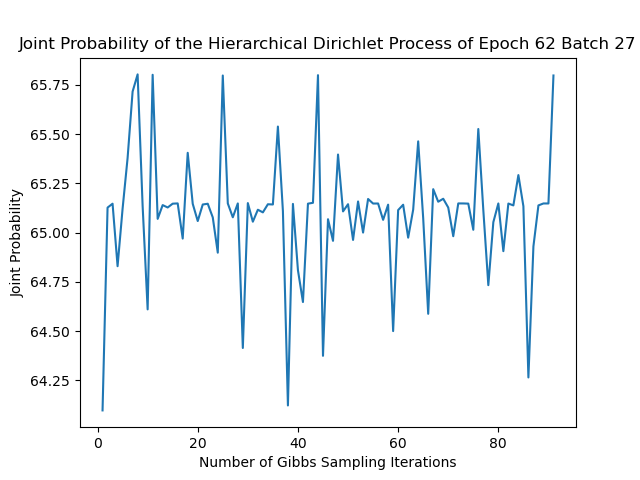 Joint Probability of the Hierarchical Dirichlet Process of Epoch 62 Batch 27
65.75
65.50
65.25
65.00
64.75
64.50
64.25
Joint Probability
0 20 40 60 80
Number of Gibbs Sampling Iterations